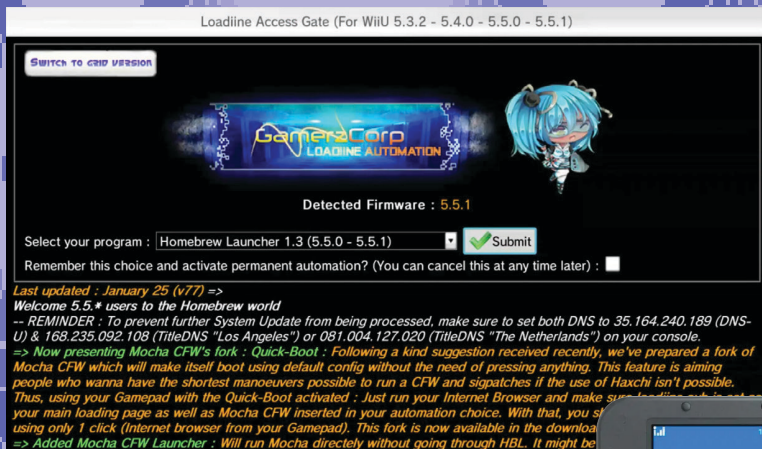 Loadiine Access Gate (For WiiU 5.3.2 - 5.4.0 - 5.5.0 - 5.5.1)
Switch to grid version
GamerzCorp
LOADIINE AUTOMATION
Detected Firmware : 5.5.1
Select your program : Homebrew Launcher 1.3 (5.5.0 - 5.5.1) Submit
Remember this choice and activate permanent automation? (You can cancel this at any time later) :
Last updated : January 25 (v77) =>
Welcome 5.5.* users to the Homebrew world
-- REMINDER : To prevent further System Update from being processed, make sure to set both DNS to 35.164.240.189 (DNS-
U) & 168.235.092.108 (TitleDNS "Los Angeles") or 081.004.127.020 (TitleDNS "The Netherlands") on your console.
=> Now presenting Mocha CFW's fork : Quick-Boot : Following a kind suggestion received recently, we've prepared a fork of
Mocha CFW which will make itself boot using default config without the need of pressing anything. This feature is aiming
people who wanna have the shortest manoeuvers possible to run a CFW and sigpatches if the use of Haxchi isn't possible.
Thus, using your Gamepad with the Quick-Boot activated : Just run your Internet Browser and make
your main loading page as well as Mocha CFW inserted in your automation choice. With that, you
using only 1 click (Internet browser from your Gamepad). This fork is now available in the
=> Added Mocha CFW Launcher : Will run Mocha directely without going through HBL. It might be